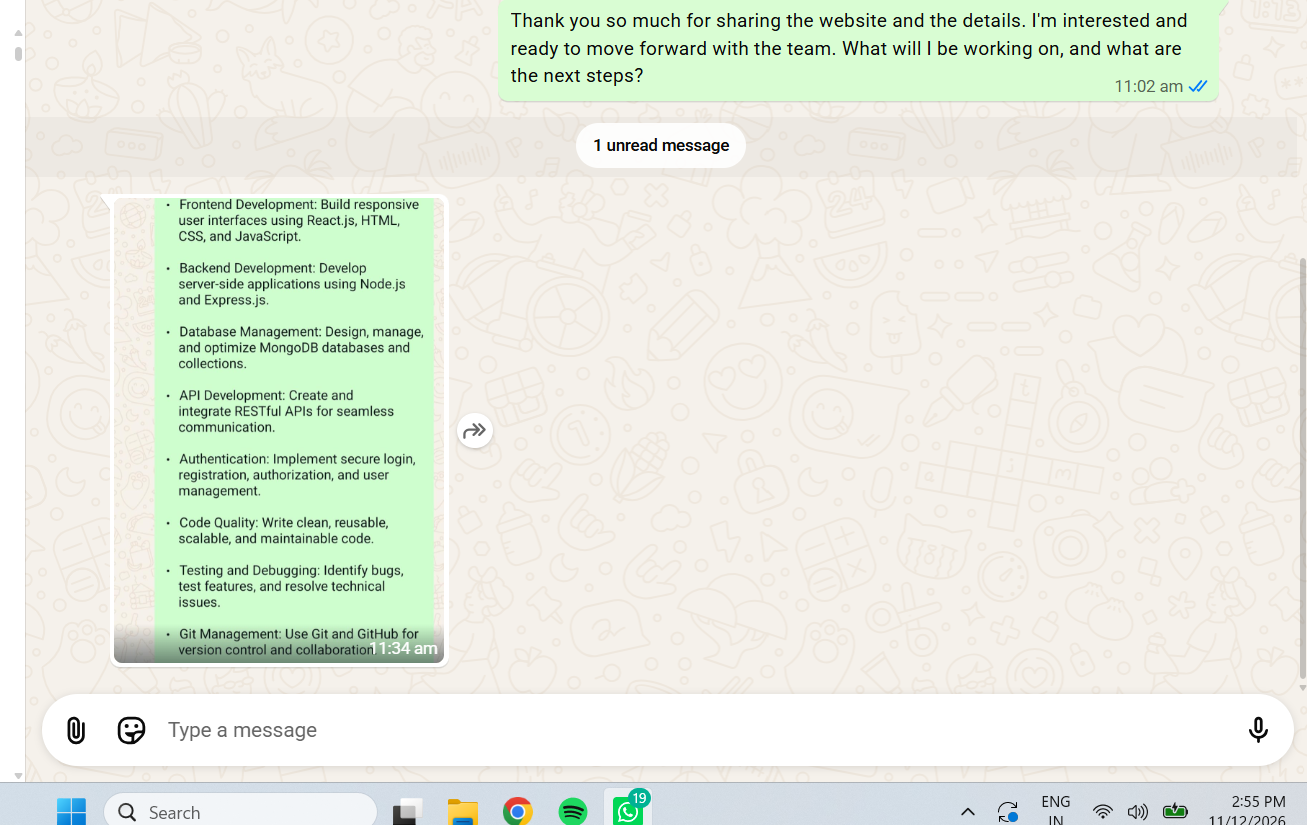 Thank you so much for sharing the website and the details. I'm interested and
ready to move forward with the team. What will I be working on, and what are
the next steps?
11:02 am
1 unread message
• Frontend Development: Build responsive
user interfaces using React.js, HTML,
CSS, and JavaScript.
• Backend Development: Develop
server-side applications using Node.js
and Express.js.
• Database Management: Design, manage,
and optimize MongoDB databases and
collections.
• API Development: Create and
integrate RESTful APIs for seamless
communication.
• Authentication: Implement secure login,
registration, authorization, and user
management.
• Code Quality: Write clean, reusable,
scalable, and maintainable code.
• Testing and Debugging: Identify bugs,
test features, and resolve technical
issues.
• Git Management: Use Git and GitHub for
version control and collaboration
11:34 am
Type a message
Search
19
ENG
IN
2:55 PM
11/12/2026